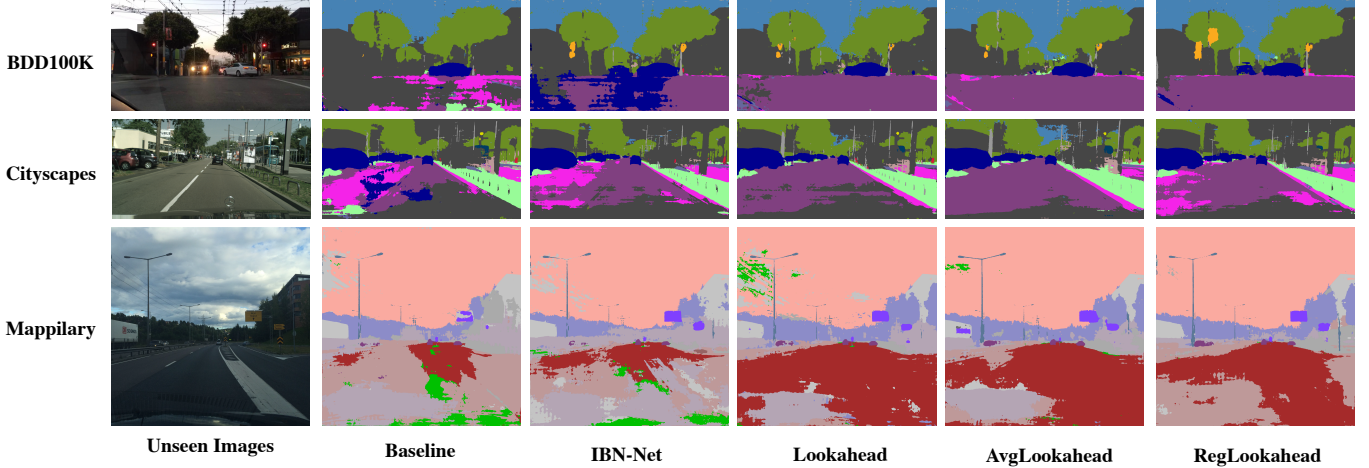 BDD100K
Cityscapes
Mappilary
Unseen Images
Baseline
IBN-Net
Lookahead
AvgLookahead
RegLookahead